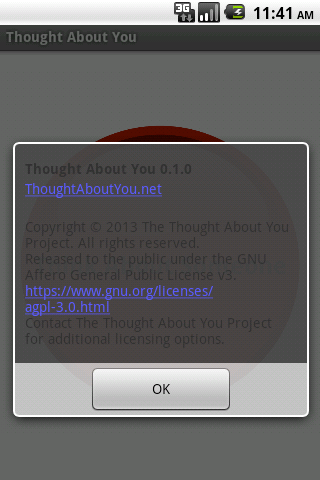 3G 11:41 AM
Thought About You
Thought About You 0.1.0
ThoughtAboutYou.net
Copyright © 2013 The Thought About You
Project. All rights reserved.
Released to the public under the GNU
Affero General Public License v3.
https://www.gnu.org/licenses/
agpl-3.0.html
Contact The Thought About You Project
for additional licensing options.
OK